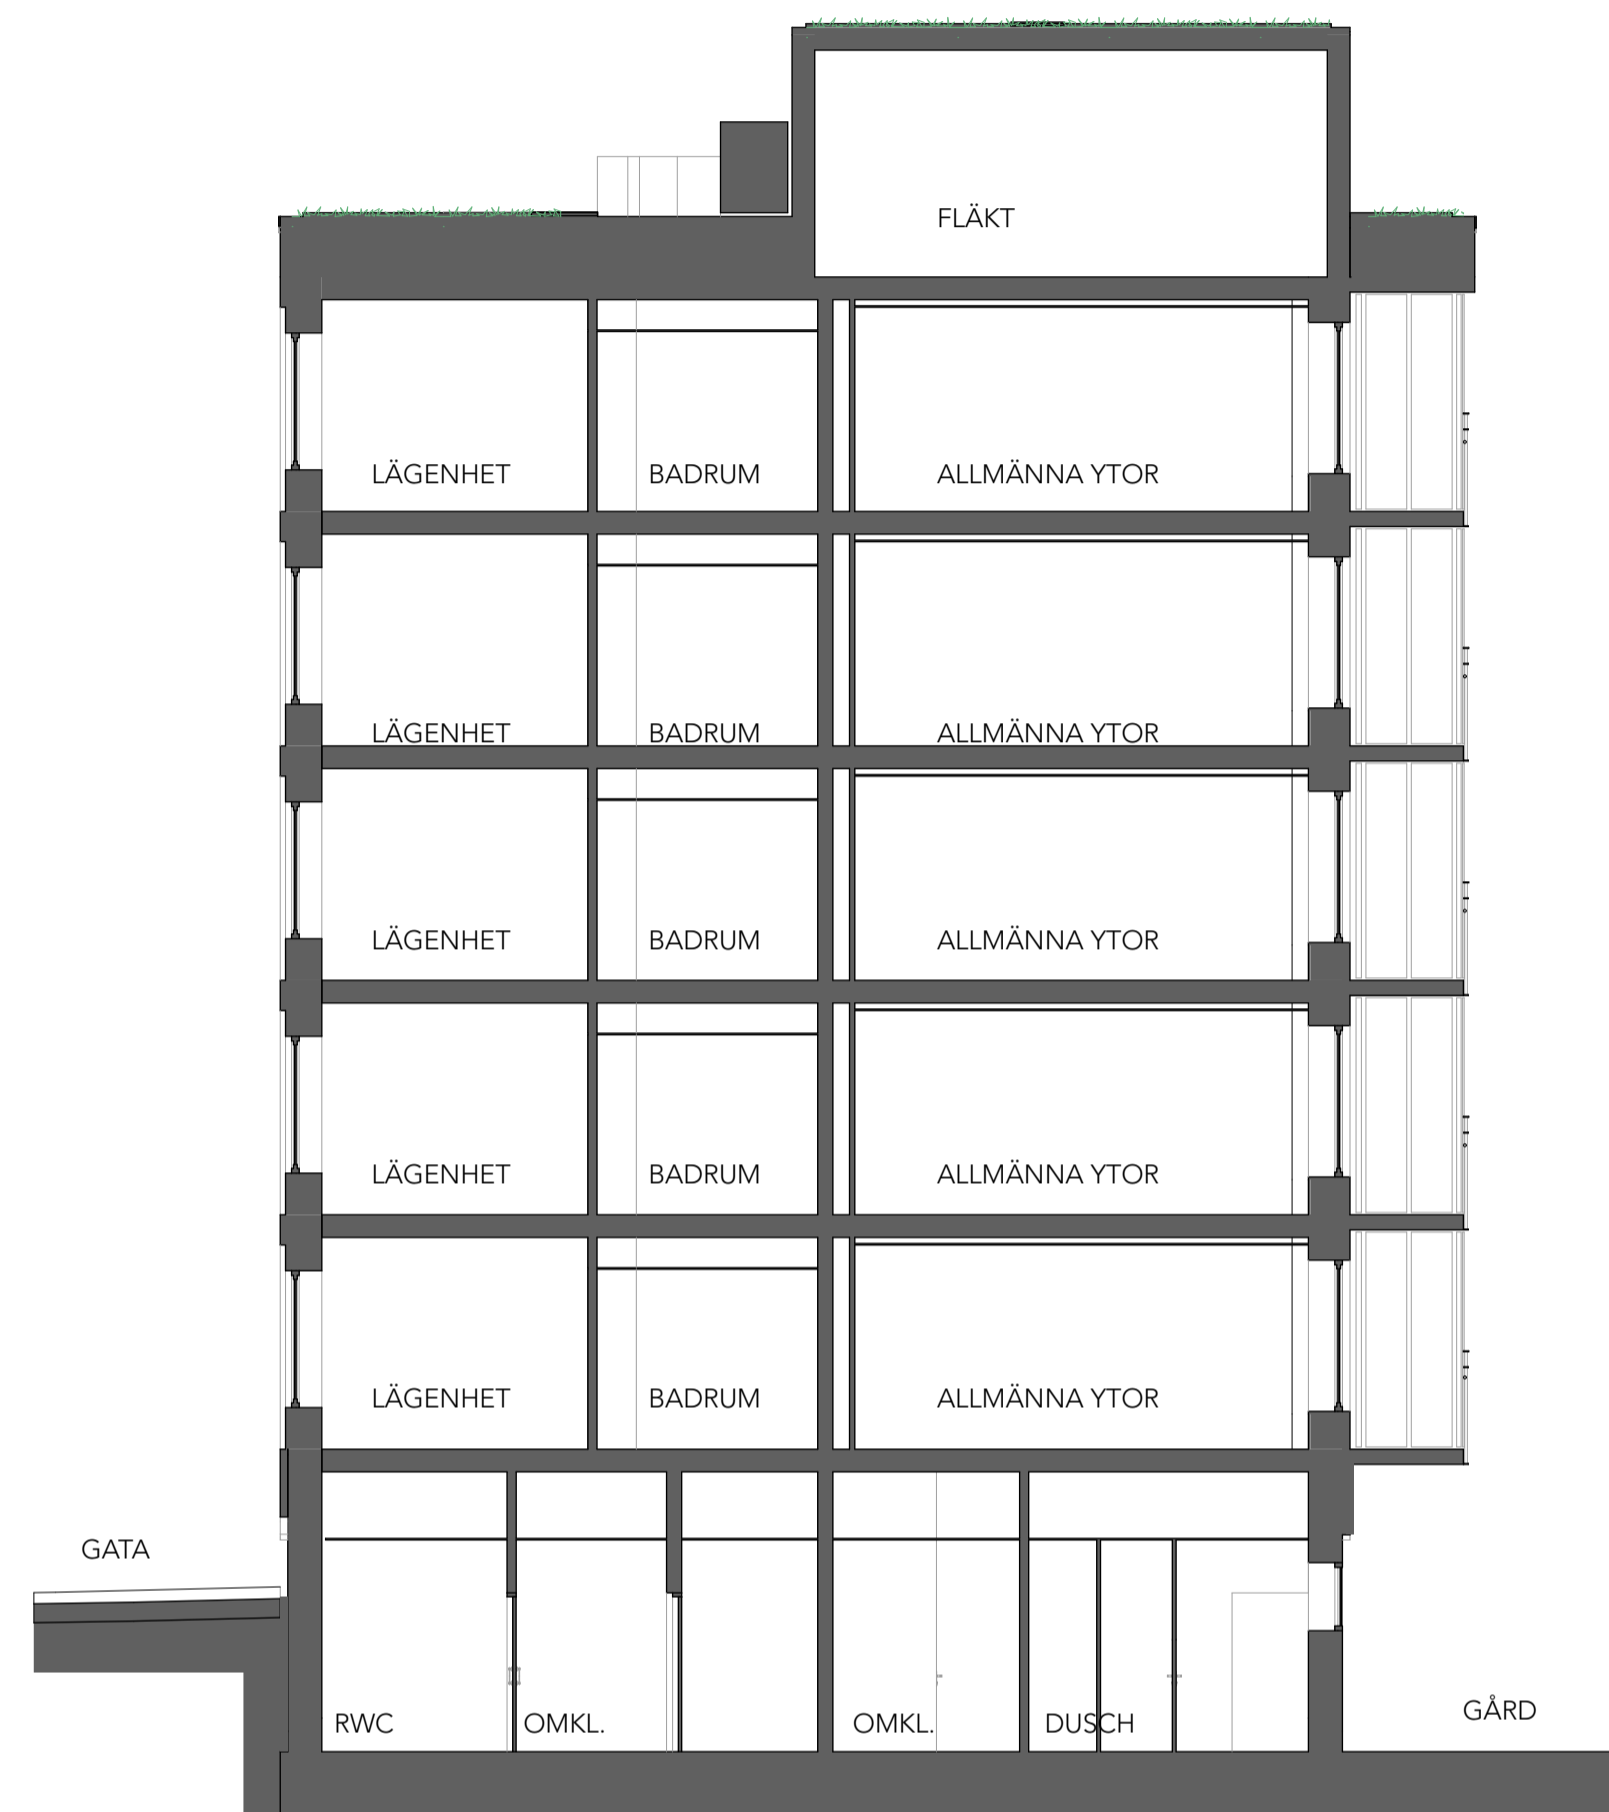 FLÄKT
LÄGENHET BADRUM ALLMÄNNA YTOR
LÄGENHET BADRUM ALLMÄNNA YTOR
LÄGENHET BADRUM ALLMÄNNA YTOR
LÄGENHET BADRUM ALLMÄNNA YTOR
LÄGENHET BADRUM ALLMÄNNA YTOR
GATA
RWC OMKL. OMKL. DUSCH GÅRD